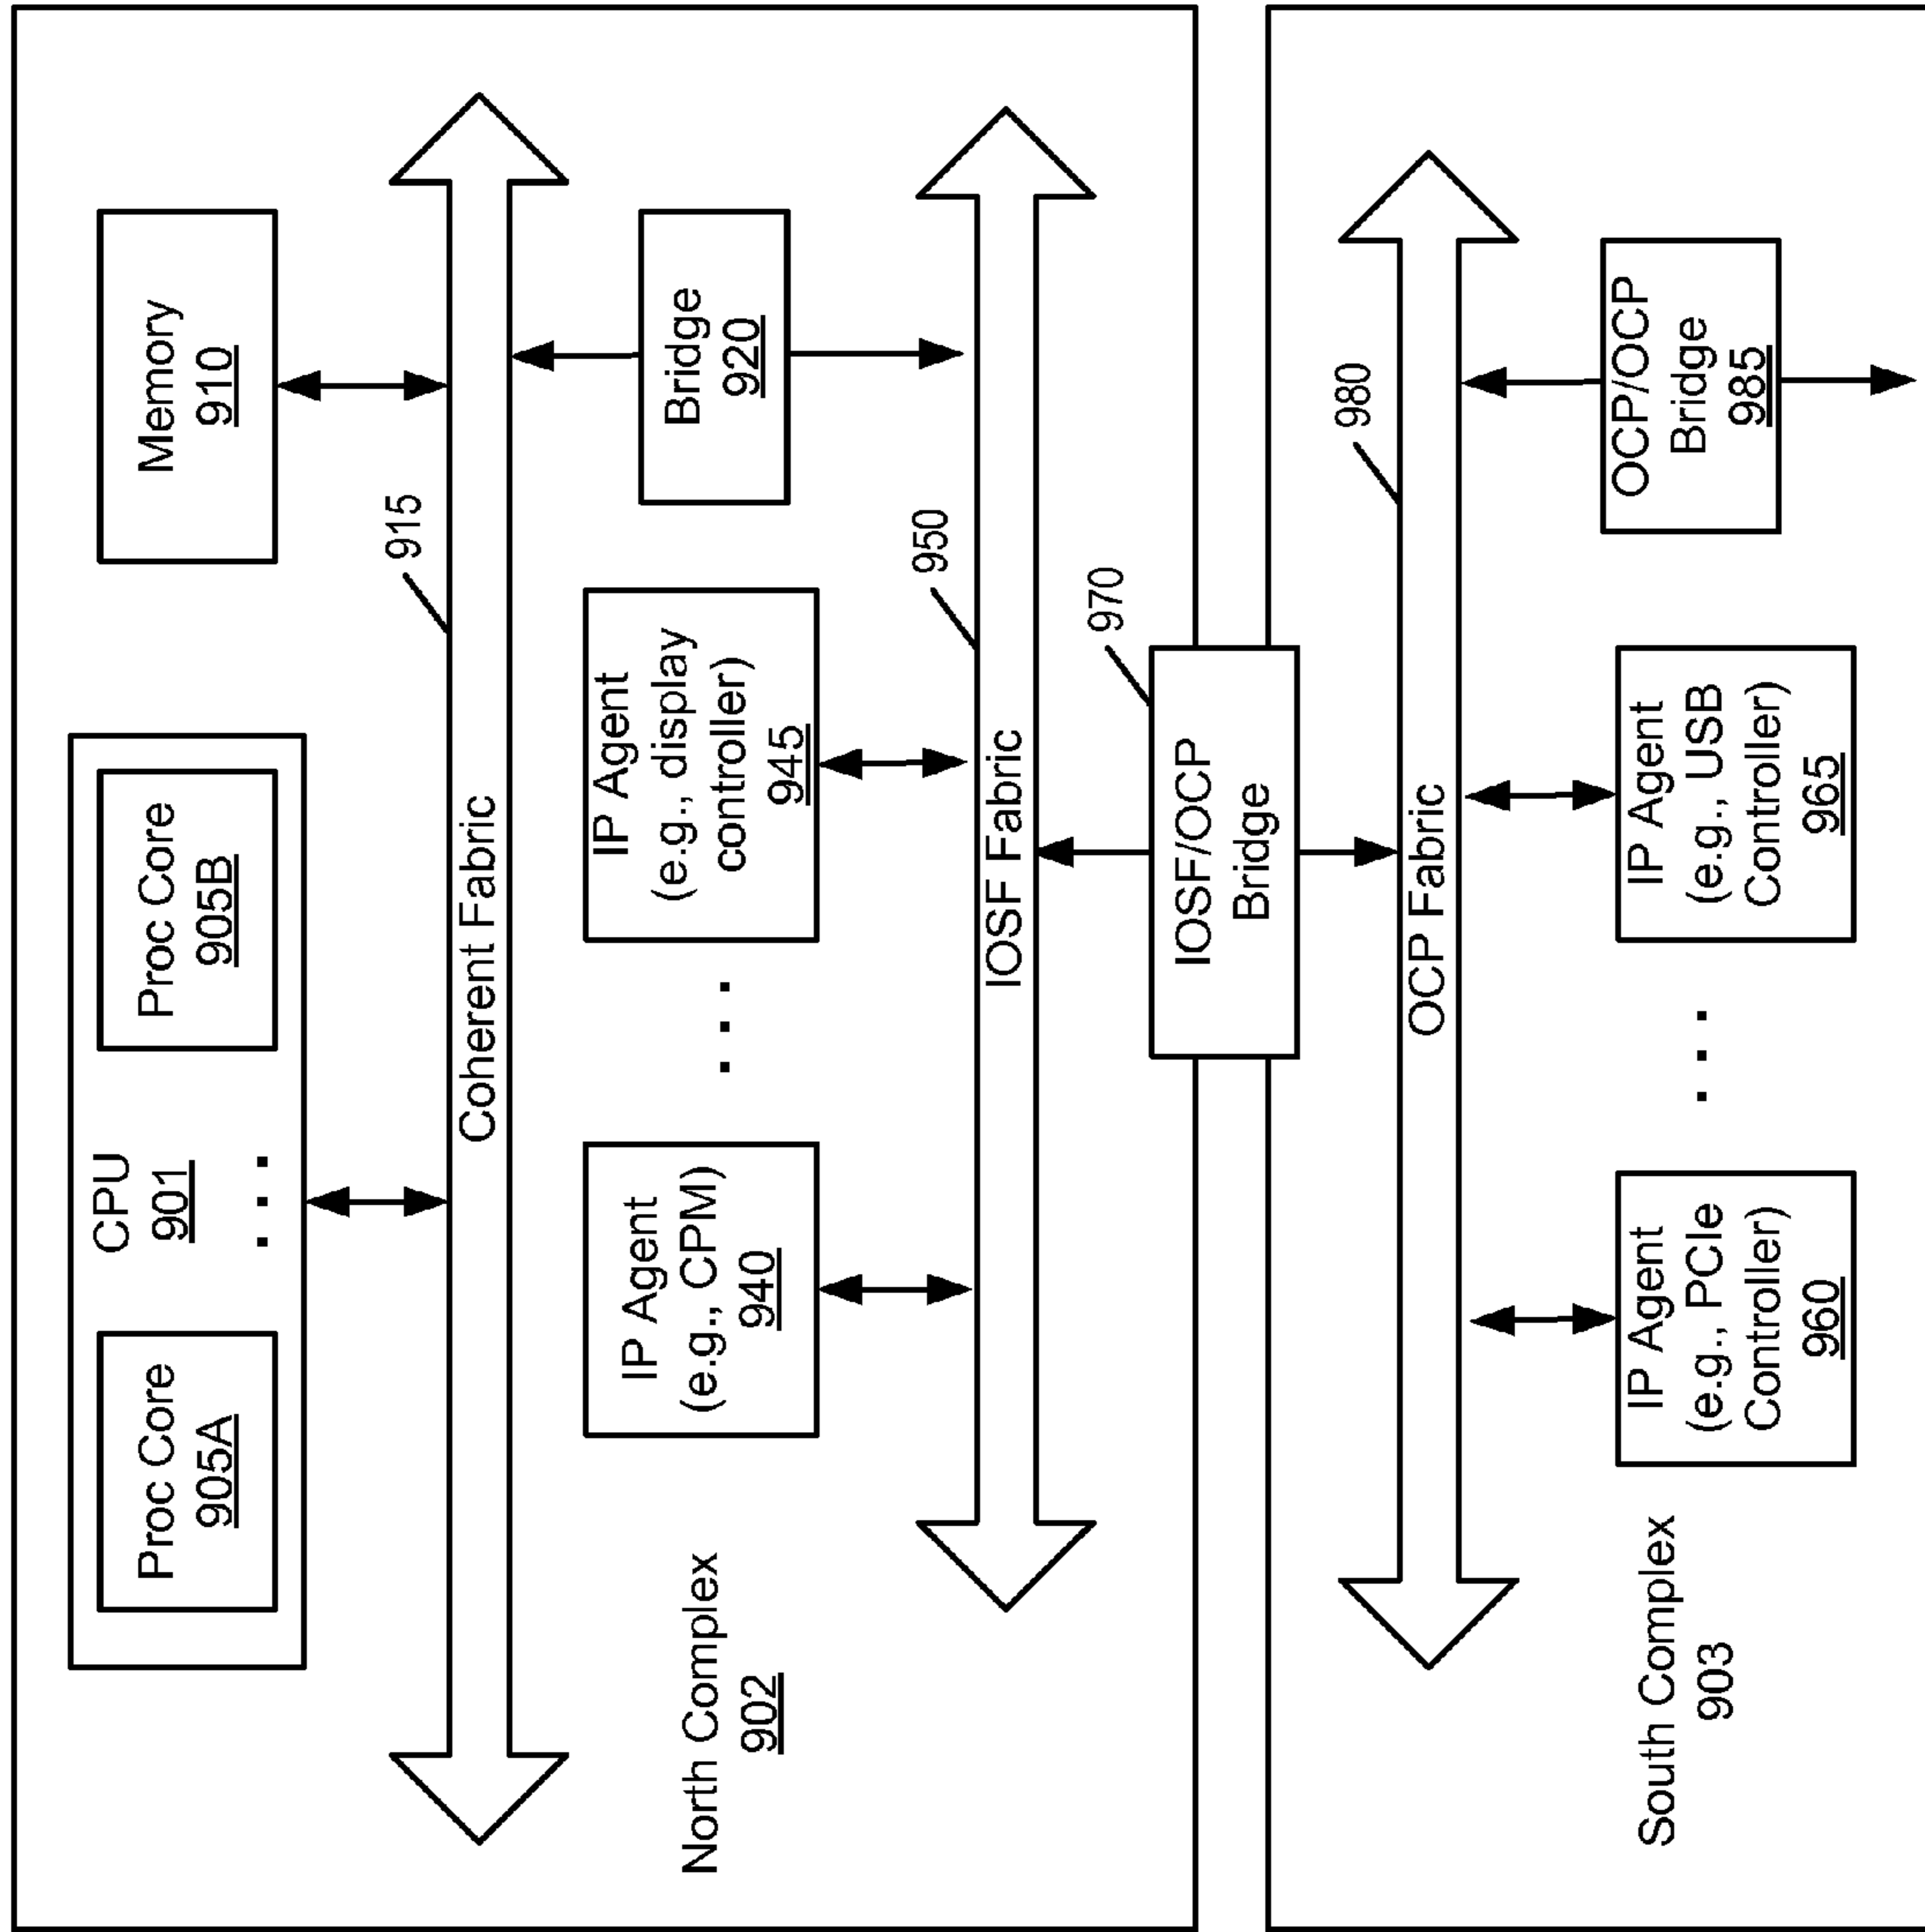 Proc Core
905A
CPU
901
. . .
Proc Core
905B
Memory
910
915
Coherent Fabric
IP Agent
(e.g., CPM)
940
. . .
IP Agent
(e.g., display
controller)
945
Bridge
920
North Complex
902
950
IOSF Fabric
970
IOSF/OCP
Bridge
980
OCP Fabric
South Complex
903
IP Agent
(e.g., PCIe
Controller)
960
. . .
IP Agent
(e.g., USB
Controller)
965
OCP/OCP
Bridge
985